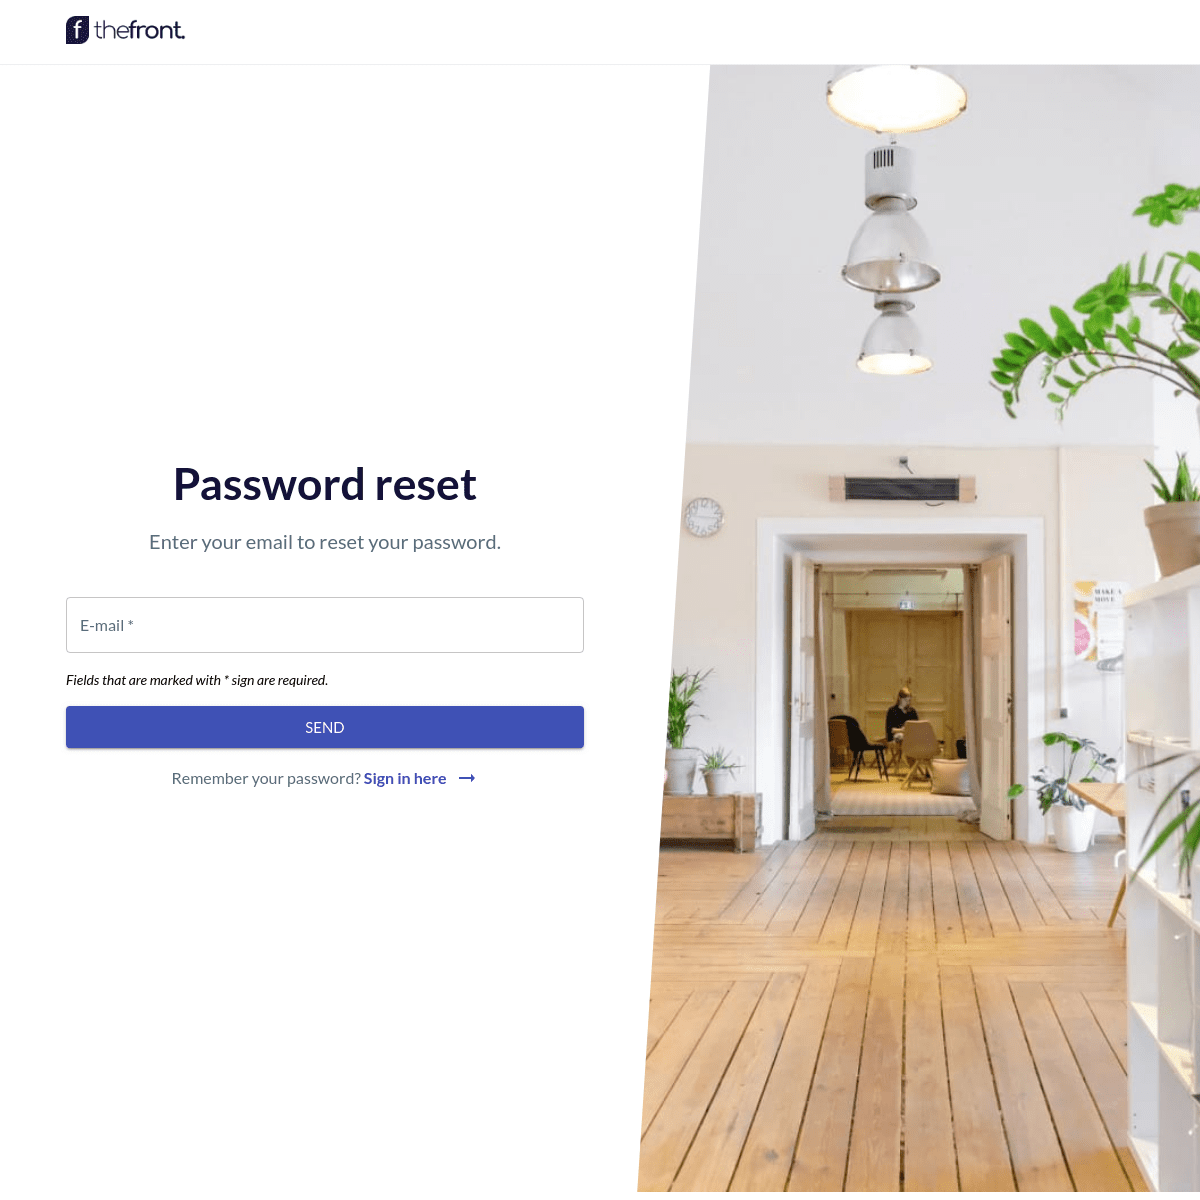 f thefront.
Password reset
Enter your email to reset your password.
E-mail *
Fields that are marked with * sign are required.
SEND
Remember your password? Sign in here →
MAKE A
MOVE